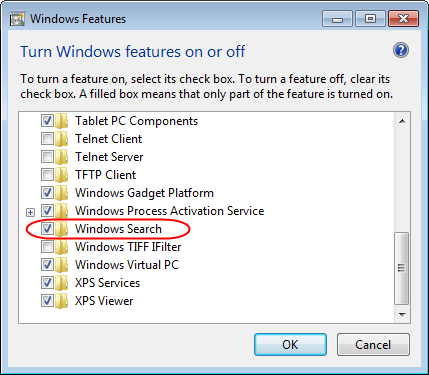 Windows Features
Turn Windows features on or off
To turn a feature on, select its check box. To turn a feature off, clear its
check box. A filled box means that only part of the feature is turned on.
Tablet PC Components
Telnet Client
Telnet Server
TFTP Client
Windows Gadget Platform
Windows Process Activation Service
Windows Search
Windows TIFF IFilter
Windows Virtual PC
XPS Services
XPS Viewer
OK
Cancel